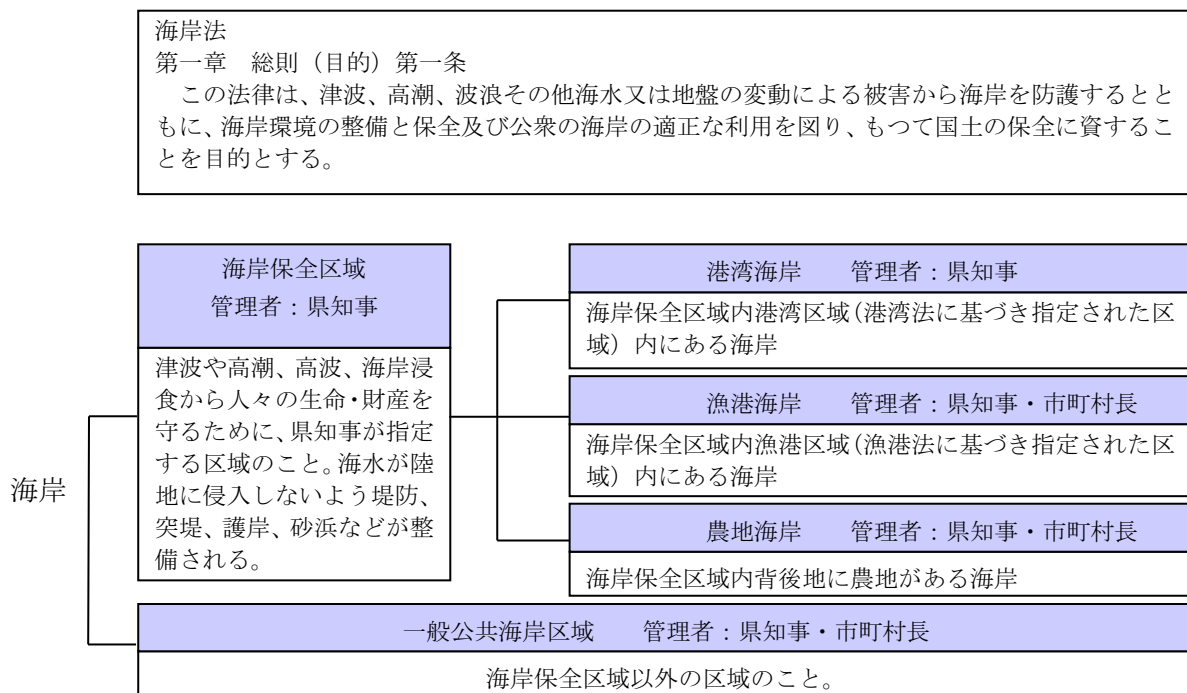 海岸法
第一章　総則（目的）第一条
　この法律は、津波、高潮、波浪その他海水又は地盤の変動による被害から海岸を防護するとと
もに、海岸環境の整備と保全及び公衆の海岸の適正な利用を図り、もつて国土の保全に資するこ
とを目的とする。
海岸
海岸保全区域
管理者：県知事
津波や高潮、高波、海岸浸
食から人々の生命・財産を
守るために、県知事が指定
する区域のこと。海水が陸
地に侵入しないよう堤防、
突堤、護岸、砂浜などが整
備される。
港湾海岸　　管理者：県知事
海岸保全区域内港湾区域（港湾法に基づき指定された区
域）内にある海岸
漁港海岸　　管理者：県知事・市町村長
海岸保全区域内漁港区域（漁港法に基づき指定された区
域）内にある海岸
農地海岸　　管理者：県知事・市町村長
海岸保全区域内背後地に農地がある海岸
一般公共海岸区域　　管理者：県知事・市町村長
海岸保全区域以外の区域のこと。